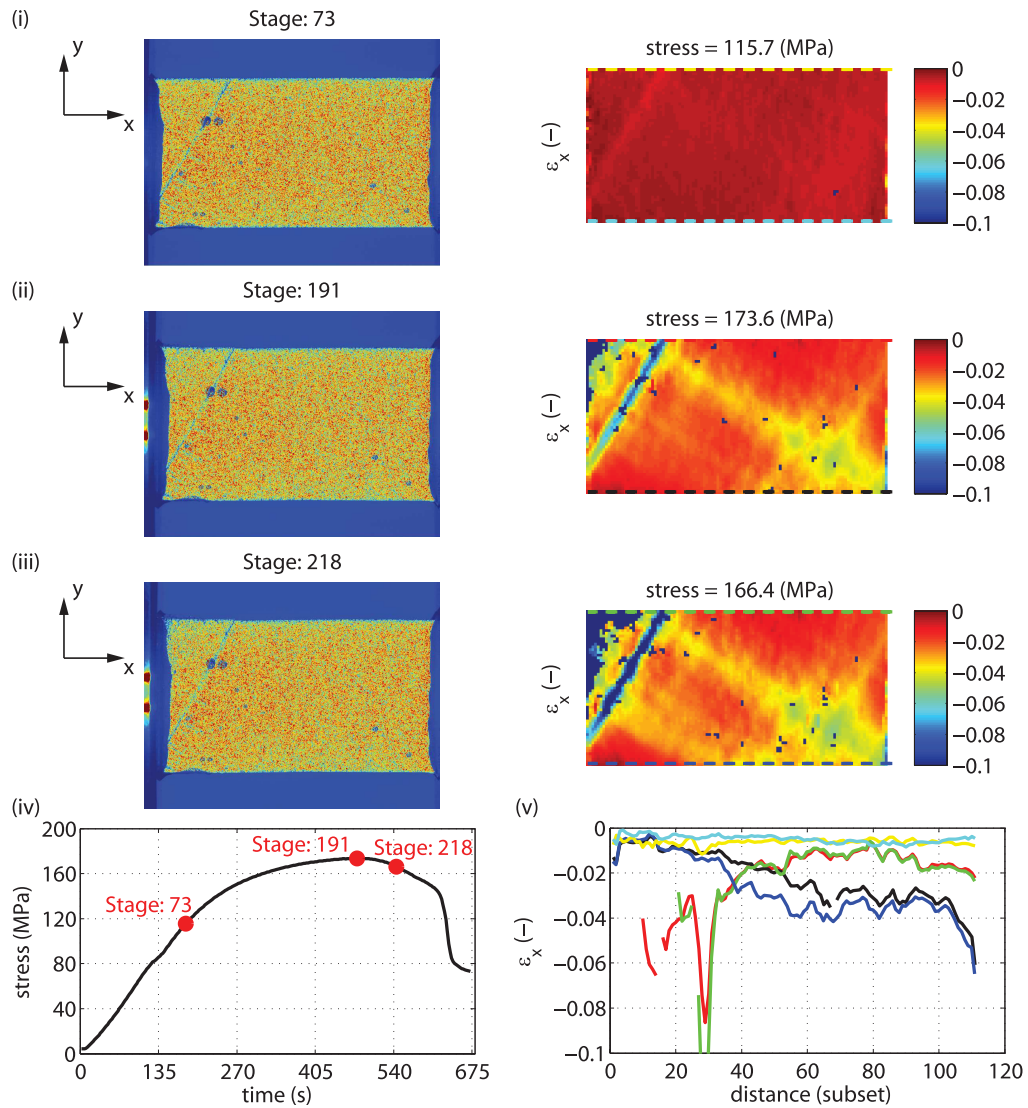 (i)
Stage: 73
y
x
stress = 115.7 (MPa)
ε_x (−)
0
−0.02
−0.04
−0.06
−0.08
−0.1
(ii)
Stage: 191
y
x
stress = 173.6 (MPa)
ε_x (−)
0
−0.02
−0.04
−0.06
−0.08
−0.1
(iii)
Stage: 218
y
x
stress = 166.4 (MPa)
ε_x (−)
0
−0.02
−0.04
−0.06
−0.08
−0.1
(iv)
200
160
120
80
40
0
stress (MPa)
Stage: 73
Stage: 191
Stage: 218
0 135 270 405 540 675
time (s)
(v)
0
−0.02
−0.04
−0.06
−0.08
−0.1
ε_x (−)
0 20 40 60 80 100 120
distance (subset)